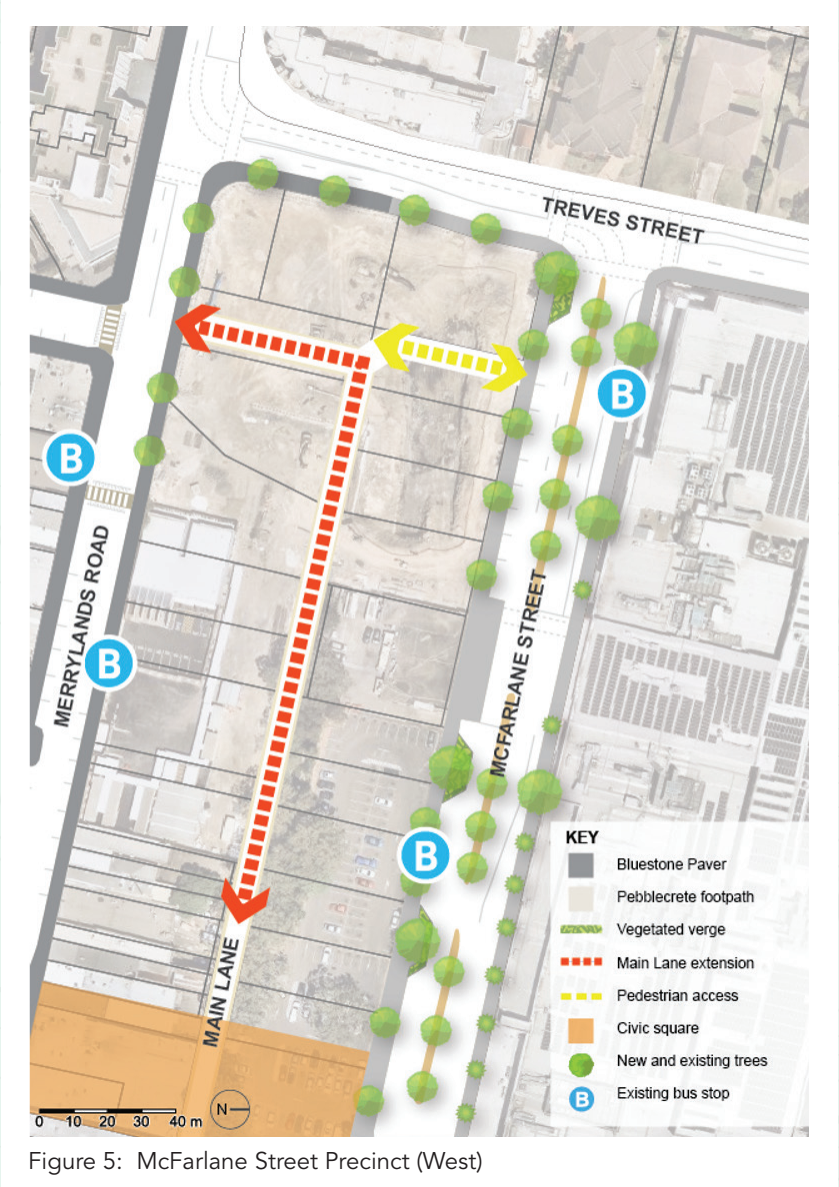 TREVES STREET
B
B
MERRYLANDS ROAD
B
MCFARLANE STREET
B
MAIN LANE
KEY
Bluestone Paver
Pebblecrete footpath
Vegetated verge
Main Lane extension
Pedestrian access
Civic square
New and existing trees
B Existing bus stop
N
0 10 20 30 40 m
Figure 5: McFarlane Street Precinct (West)